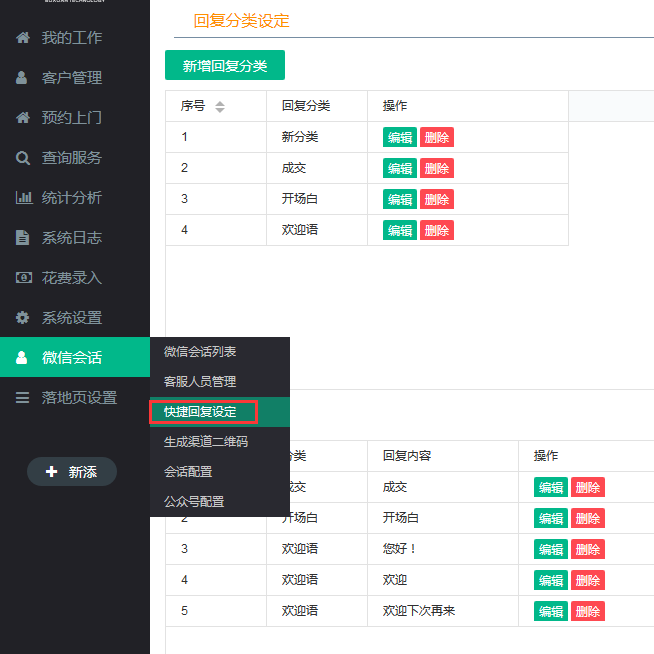 回复分类设定
我的工作
客户管理
预约上门
查询服务
统计分析
系统日志
花费录入
系统设置
微信会话
落地页设置
新添
新增回复分类
序号 回复分类 操作
1 新分类 编辑 删除
2 成交 编辑 删除
3 开场白 编辑 删除
4 欢迎语 编辑 删除
微信会话列表
客服人员管理
快捷回复设定
生成渠道二维码
会话配置
公众号配置
分类 回复内容 操作
成交 成交 编辑 删除
2 开场白 开场白 编辑 删除
3 欢迎语 您好！ 编辑 删除
4 欢迎语 欢迎 编辑 删除
5 欢迎语 欢迎下次再来 编辑 删除